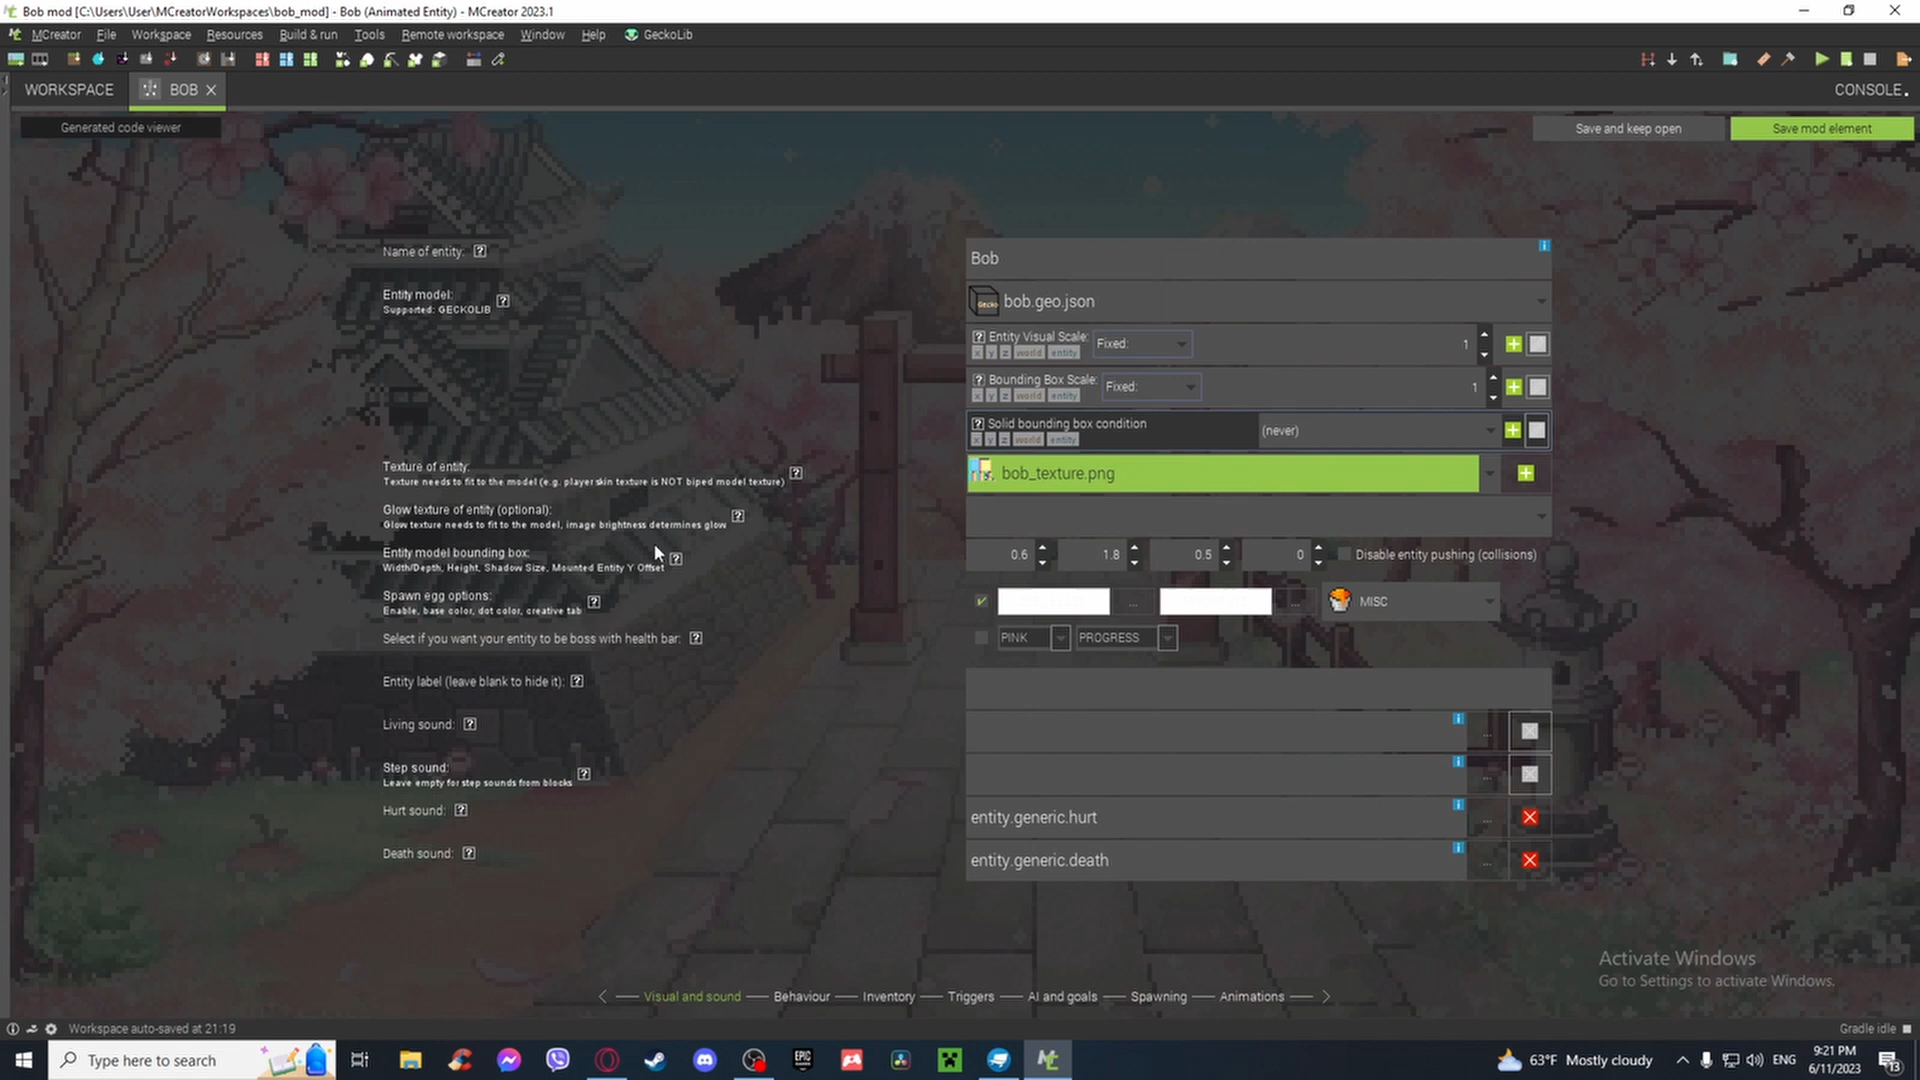 Bob mod [C:\Users\User\MCreatorWorkspaces\bob_mod] - Bob (Animated Entity) - MCreator 2023.1
MCreator File Workspace Resources Build & run Tools Remote workspace Window Help GeckoLib
WORKSPACE BOB CONSOLE
Generated code viewer Save and keep open Save mod element
Name of entity: Bob
Entity model: bob.geo.json
Supported: GECKOLIB
Entity Visual Scale: Fixed: 1
x y z world entity
Bounding Box Scale: Fixed: 1
x y z world entity
Solid bounding box condition (never)
x y z world entity
Texture of entity: bob_texture.png
Texture needs to fit to the model (e.g. player skin texture is NOT biped model texture)
Glow texture of entity (optional):
Glow texture needs to fit to the model, image brightness determines glow
Entity model bounding box: 0.6 1.8 0.5 0 Disable entity pushing (collisions)
Width/Depth, Height, Shadow Size, Mounted Entity Y Offset
Spawn egg options: ... ... MISC
Enable, base color, dot color, creative tab
Select if you want your entity to be boss with health bar: PINK PROGRESS
Entity label (leave blank to hide it):
Living sound: ...
Step sound: ...
Leave empty for step sounds from blocks
Hurt sound: entity.generic.hurt ...
Death sound: entity.generic.death ...
Activate Windows
Go to Settings to activate Windows.
Visual and sound Behaviour Inventory Triggers AI and goals Spawning Animations
Workspace auto-saved at 21:19 Gradle idle
Type here to search EPIC GAMES 63°F Mostly cloudy ENG 9:21 PM
6/11/2023 13